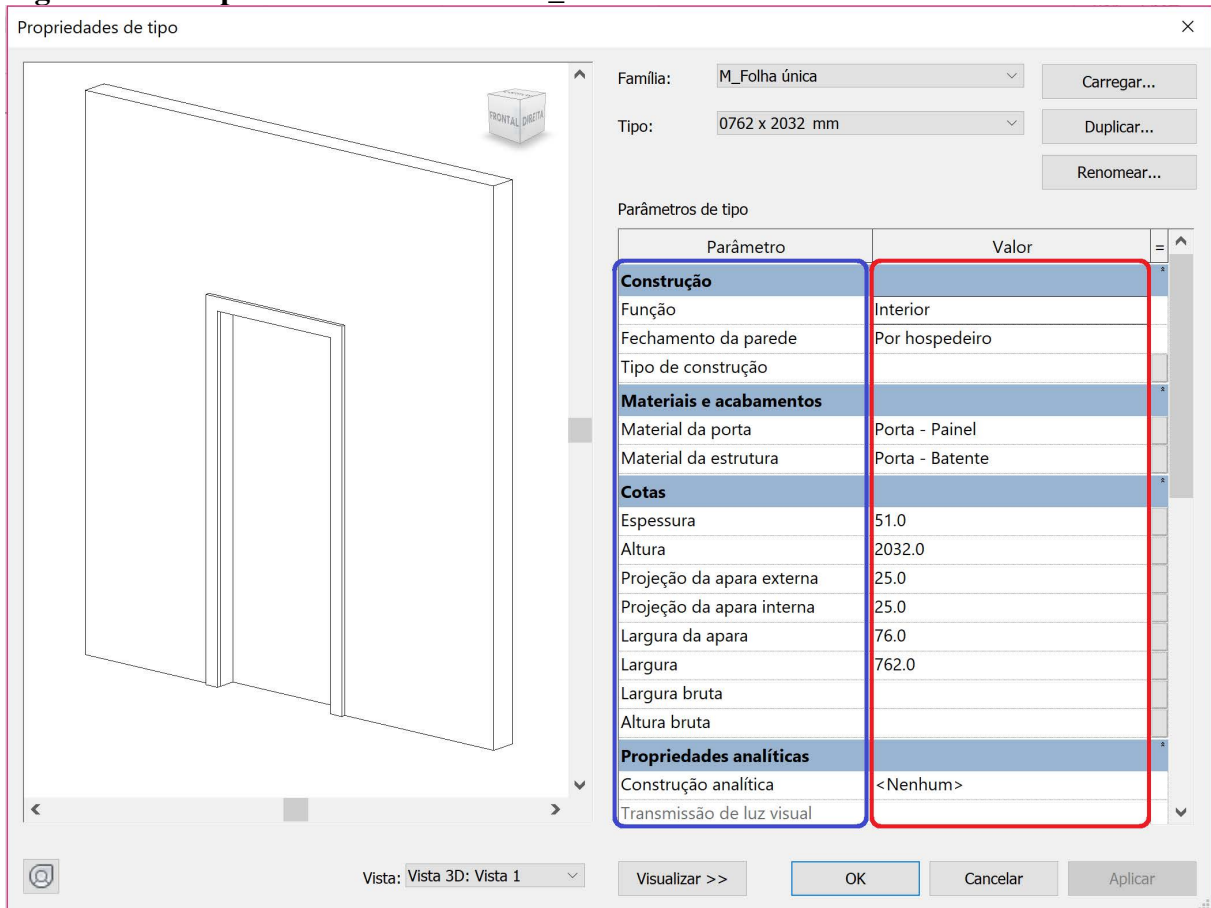 Propriedades de tipo
FRONTAL DIREITA
Família: M_Folha única Carregar...
Tipo: 0762 x 2032 mm Duplicar...
Renomear...
Parâmetros de tipo
Parâmetro Valor =
Construção
Função Interior
Fechamento da parede Por hospedeiro
Tipo de construção
Materiais e acabamentos
Material da porta Porta - Painel
Material da estrutura Porta - Batente
Cotas
Espessura 51.0
Altura 2032.0
Projeção da apara externa 25.0
Projeção da apara interna 25.0
Largura da apara 76.0
Largura 762.0
Largura bruta
Altura bruta
Propriedades analíticas
Construção analítica <Nenhum>
Transmissão de luz visual
Vista: Vista 3D: Vista 1 Visualizar >> OK Cancelar Aplicar